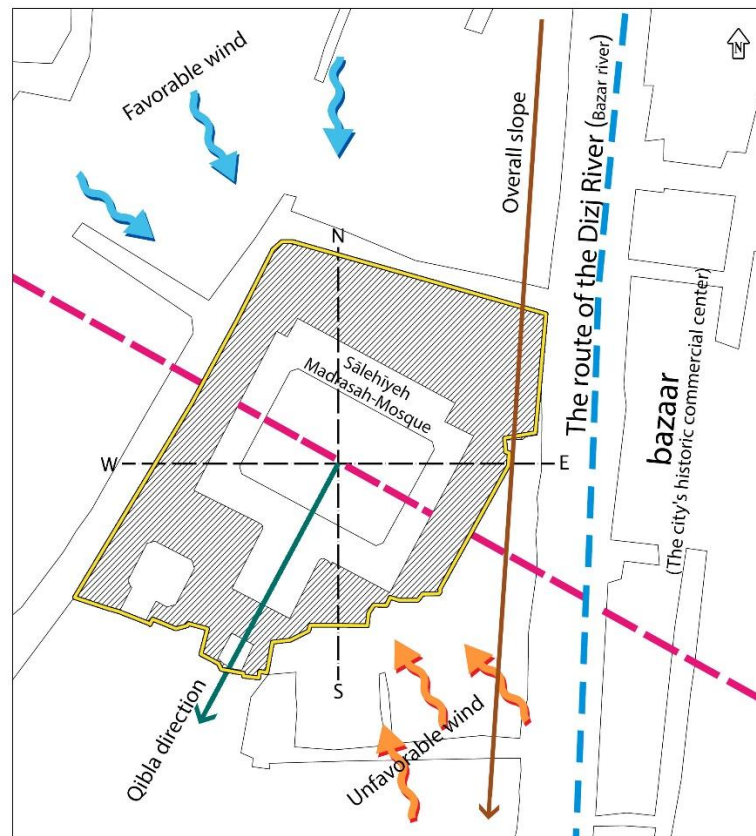 N
Favorable wind
Overall slope
The route of the Dizj River (Bazar river)
bazaar
(The city's historic commercial center)
N
Sālehīyeh
Madrasah-Mosque
W
E
S
Qibla direction
Unfavorable wind